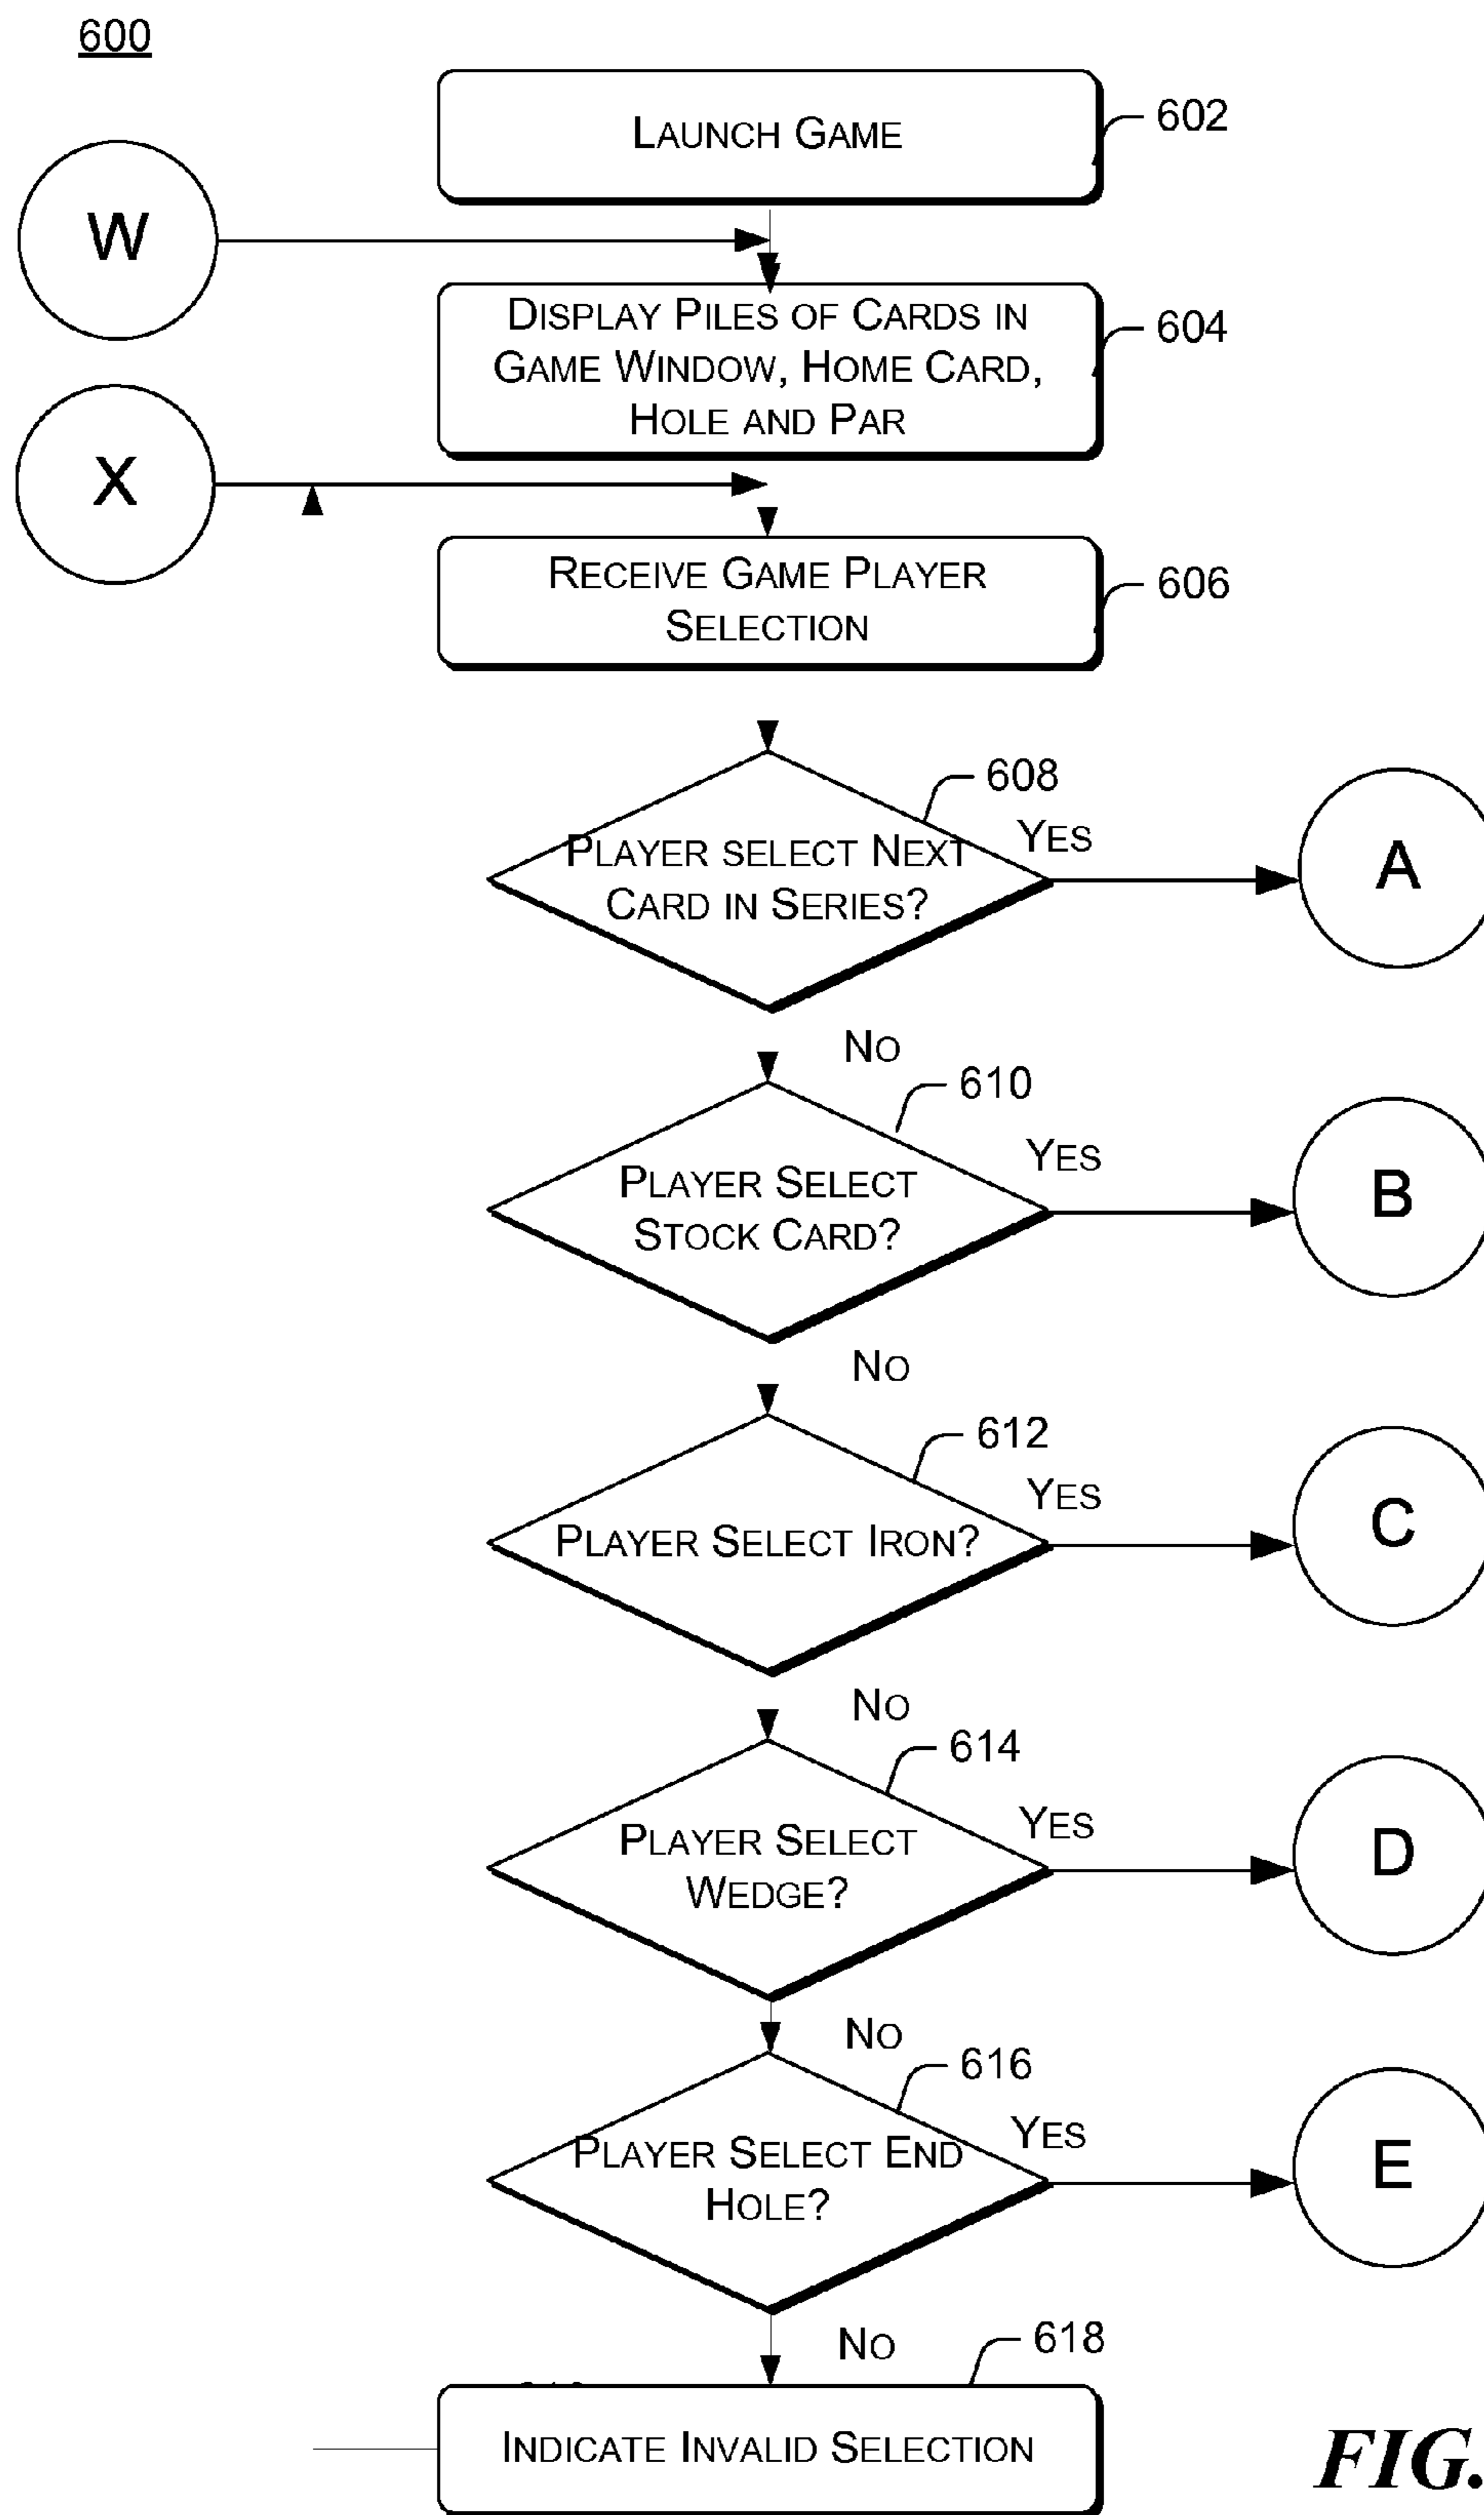 600
LAUNCH GAME
602
W
DISPLAY PILES OF CARDS IN
GAME WINDOW, HOME CARD,
HOLE AND PAR
604
X
RECEIVE GAME PLAYER
SELECTION
606
608
PLAYER SELECT NEXT
CARD IN SERIES?
YES
A
NO
610
PLAYER SELECT
STOCK CARD?
YES
B
NO
612
PLAYER SELECT IRON?
YES
C
NO
614
PLAYER SELECT
WEDGE?
YES
D
NO
616
PLAYER SELECT END
HOLE?
YES
E
NO
618
INDICATE INVALID SELECTION
FIG.